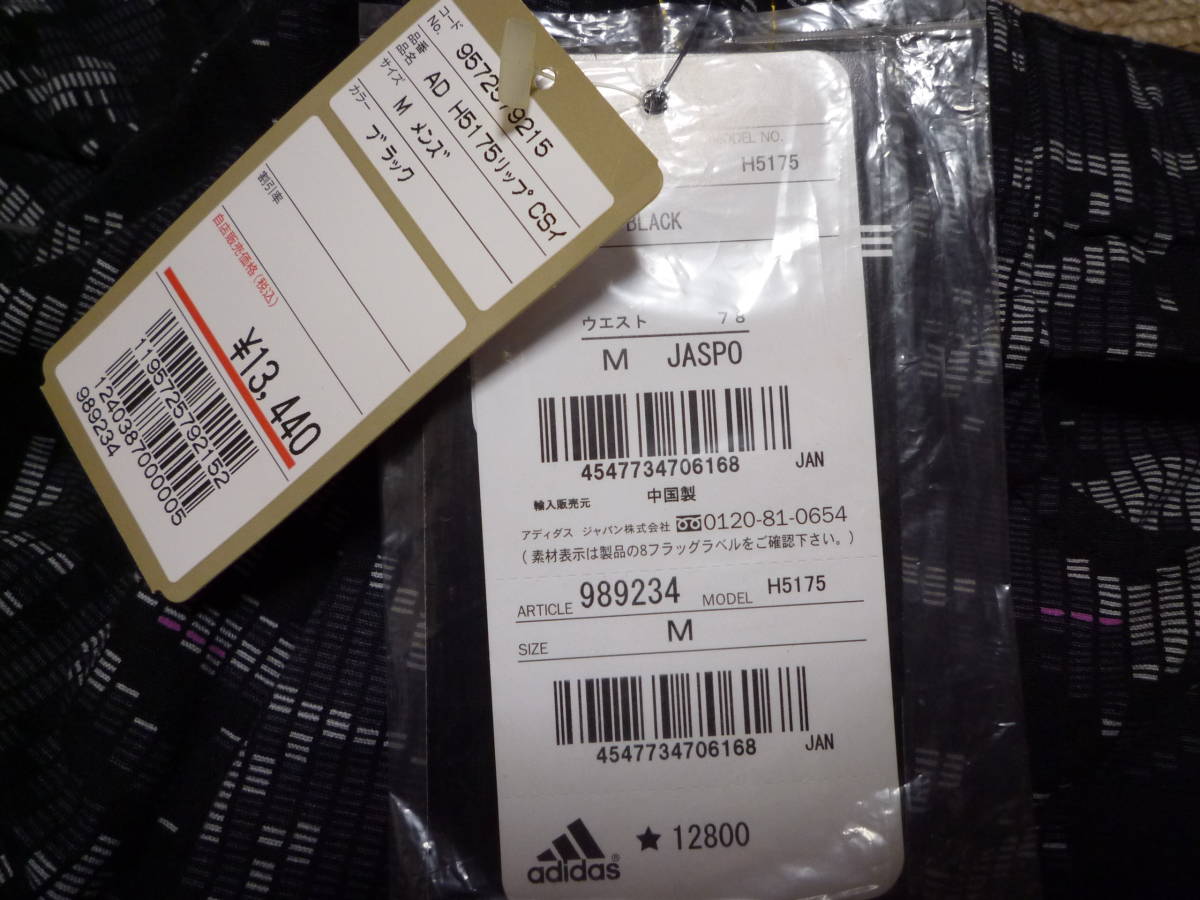 コード No. 9572579215
品番 品名 AD H5175リップCSイ
サイズ M メンズ
カラー ブラック
割引率
自店販売価格(税込)
¥13,440
1195725792152
1240387000005
989234
MODEL NO.
H5175
BLACK
ウエスト 78
M JASPO
4547734706168 JAN
輸入販売元 中国製
アディダス ジャパン株式会社 0120-81-0654
(素材表示は製品の8フラッグラベルをご確認下さい。)
ARTICLE 989234 MODEL H5175
SIZE M
4547734706168 JAN
adidas® ★12800